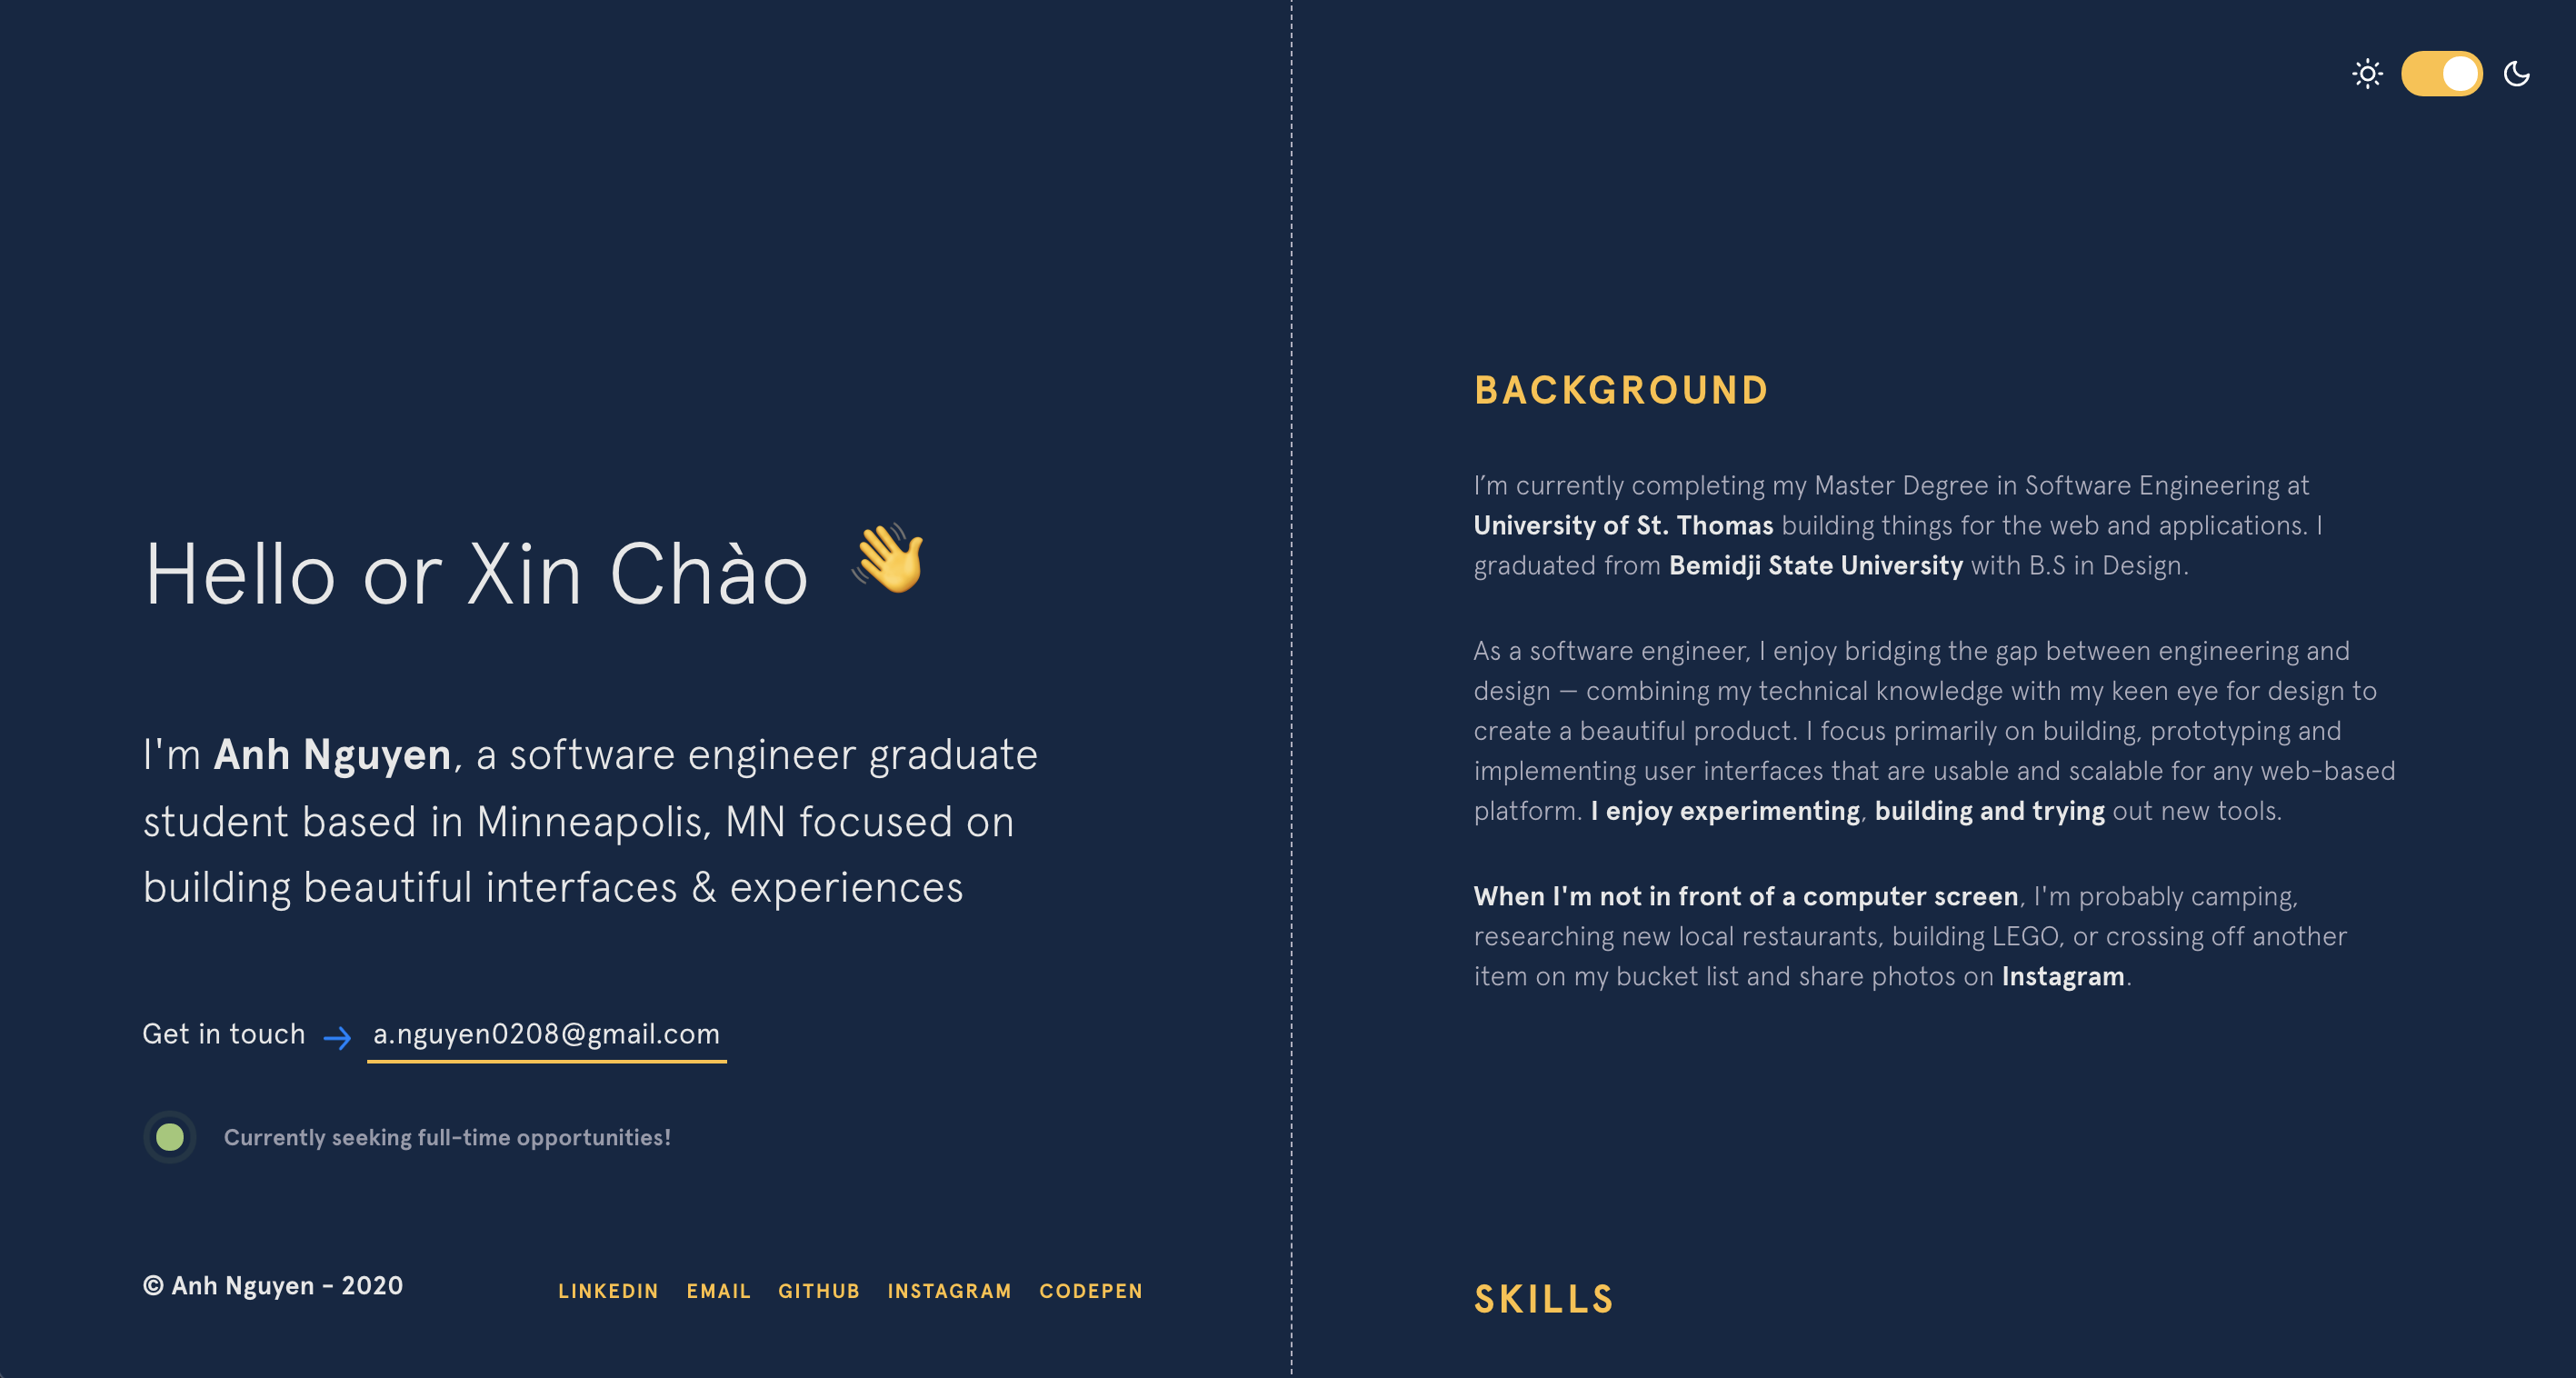 Hello or Xin Chào
I'm Anh Nguyen, a software engineer graduate
student based in Minneapolis, MN focused on
building beautiful interfaces & experiences
Get in touch → a.nguyen0208@gmail.com
Currently seeking full-time opportunities!
© Anh Nguyen - 2020
LINKEDIN EMAIL GITHUB INSTAGRAM CODEPEN
BACKGROUND
I’m currently completing my Master Degree in Software Engineering at
University of St. Thomas building things for the web and applications. I
graduated from Bemidji State University with B.S in Design.
As a software engineer, I enjoy bridging the gap between engineering and
design — combining my technical knowledge with my keen eye for design to
create a beautiful product. I focus primarily on building, prototyping and
implementing user interfaces that are usable and scalable for any web-based
platform. I enjoy experimenting, building and trying out new tools.
When I'm not in front of a computer screen, I'm probably camping,
researching new local restaurants, building LEGO, or crossing off another
item on my bucket list and share photos on Instagram.
SKILLS